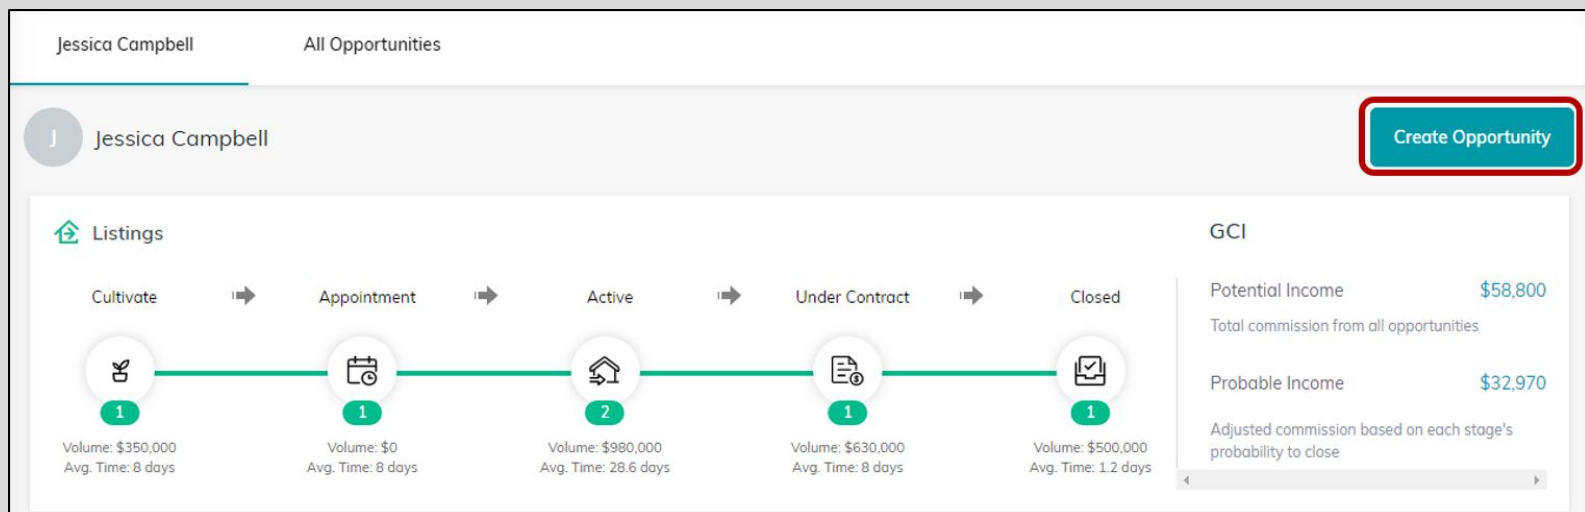 Jessica Campbell
All Opportunities
J
Jessica Campbell
Create Opportunity
Listings
Cultivate
Appointment
Active
Under Contract
Closed
1
1
2
1
1
Volume: $350,000
Avg. Time: 8 days
Volume: $0
Avg. Time: 8 days
Volume: $980,000
Avg. Time: 28.6 days
Volume: $630,000
Avg. Time: 8 days
Volume: $500,000
Avg. Time: 1.2 days
GCI
Potential Income $58,800
Total commission from all opportunities
Probable Income $32,970
Adjusted commission based on each stage's
probability to close